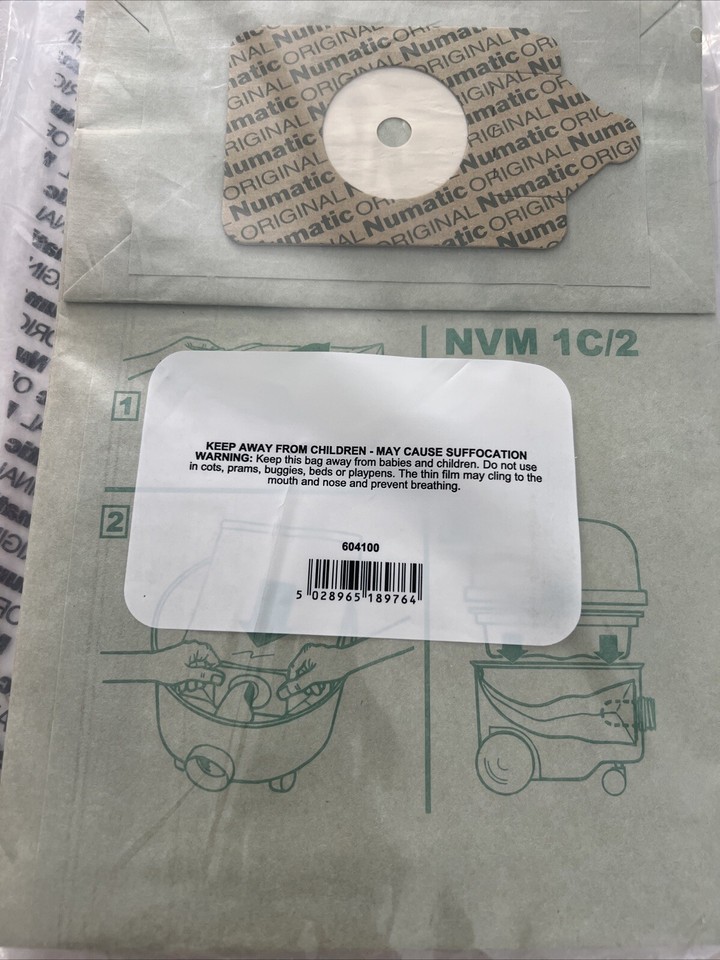 ORIGINAL Numatic ORIGINAL
NVM 1C/2
1
KEEP AWAY FROM CHILDREN - MAY CAUSE SUFFOCATION
WARNING: Keep this bag away from babies and children. Do not use
in cots, prams, buggies, beds or playpens. The thin film may cling to the
mouth and nose and prevent breathing.
2
604100
5 028965 189764